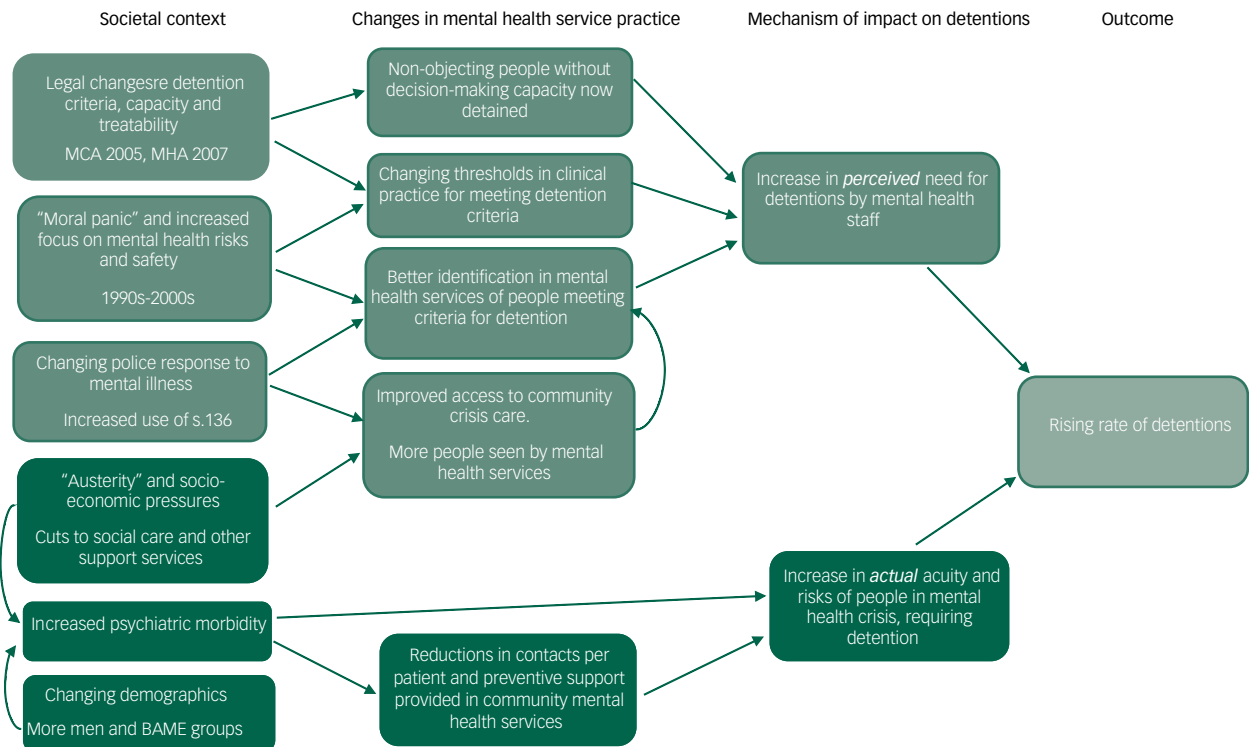 Societal context
Changes in mental health service practice
Mechanism of impact on detentions
Outcome
Legal changesre detention
criteria, capacity and
treatability
MCA 2005, MHA 2007
“Moral panic” and increased
focus on mental health risks
and safety
1990s-2000s
Changing police response to
mental illness
Increased use of s.136
“Austerity” and socio-
economic pressures
Cuts to social care and other
support services
Increased psychiatric morbidity
Changing demographics
More men and BAME groups
Non-objecting people without
decision-making capacity now
detained
Changing thresholds in clinical
practice for meeting detention
criteria
Better identification in mental
health services of people meeting
criteria for detention
Improved access to community
crisis care.
More people seen by mental
health services
Reductions in contacts per
patient and preventive support
provided in community mental
health services
Increase in perceived need for
detentions by mental health
staff
Increase in actual acuity and
risks of people in mental
health crisis, requiring
detention
Rising rate of detentions